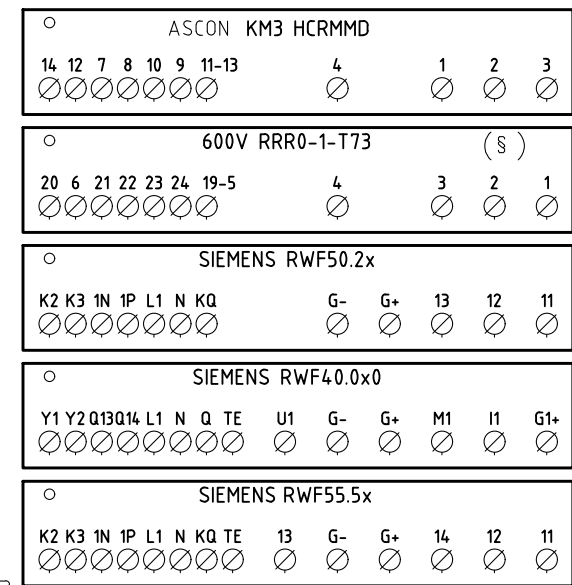 ASCON KM3 HCRMMD
14 12 7 8 10 9 11-13 4 1 2 3
600V RRR0-1-T73 (§)
20 6 21 22 23 24 19-5 4 3 2 1
SIEMENS RWF50.2x
K2 K3 1N 1P L1 N KQ G- G+ 13 12 11
SIEMENS RWF40.0x0
Y1 Y2 Q13 Q14 L1 N Q TE U1 G- G+ M1 I1 G1+
SIEMENS RWF55.5x
K2 K3 1N 1P L1 N KQ TE 13 G- G+ 14 12 11